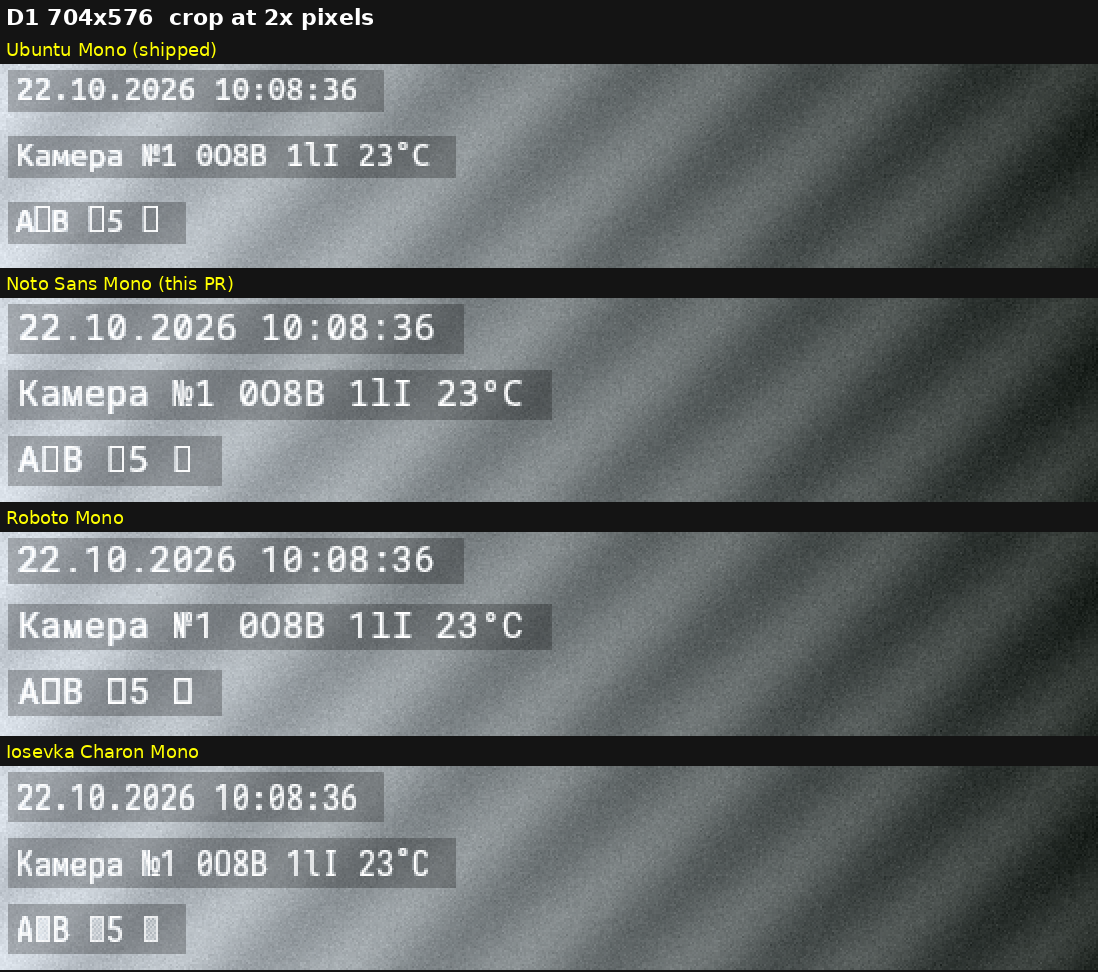 D1 704x576  crop at 2x pixels
Ubuntu Mono (shipped)
22.10.2026 10:08:36
Камера №1 0O8B 1lI 23°C
A□B □5 □
Noto Sans Mono (this PR)
22.10.2026 10:08:36
Камера №1 0O8B 1lI 23°C
A□B □5 □
Roboto Mono
22.10.2026 10:08:36
Камера №1 0O8B 1lI 23°C
A□B □5 □
Iosevka Charon Mono
22.10.2026 10:08:36
Камера №1 0O8B 1lI 23°C
A▒B ▒5 ▒